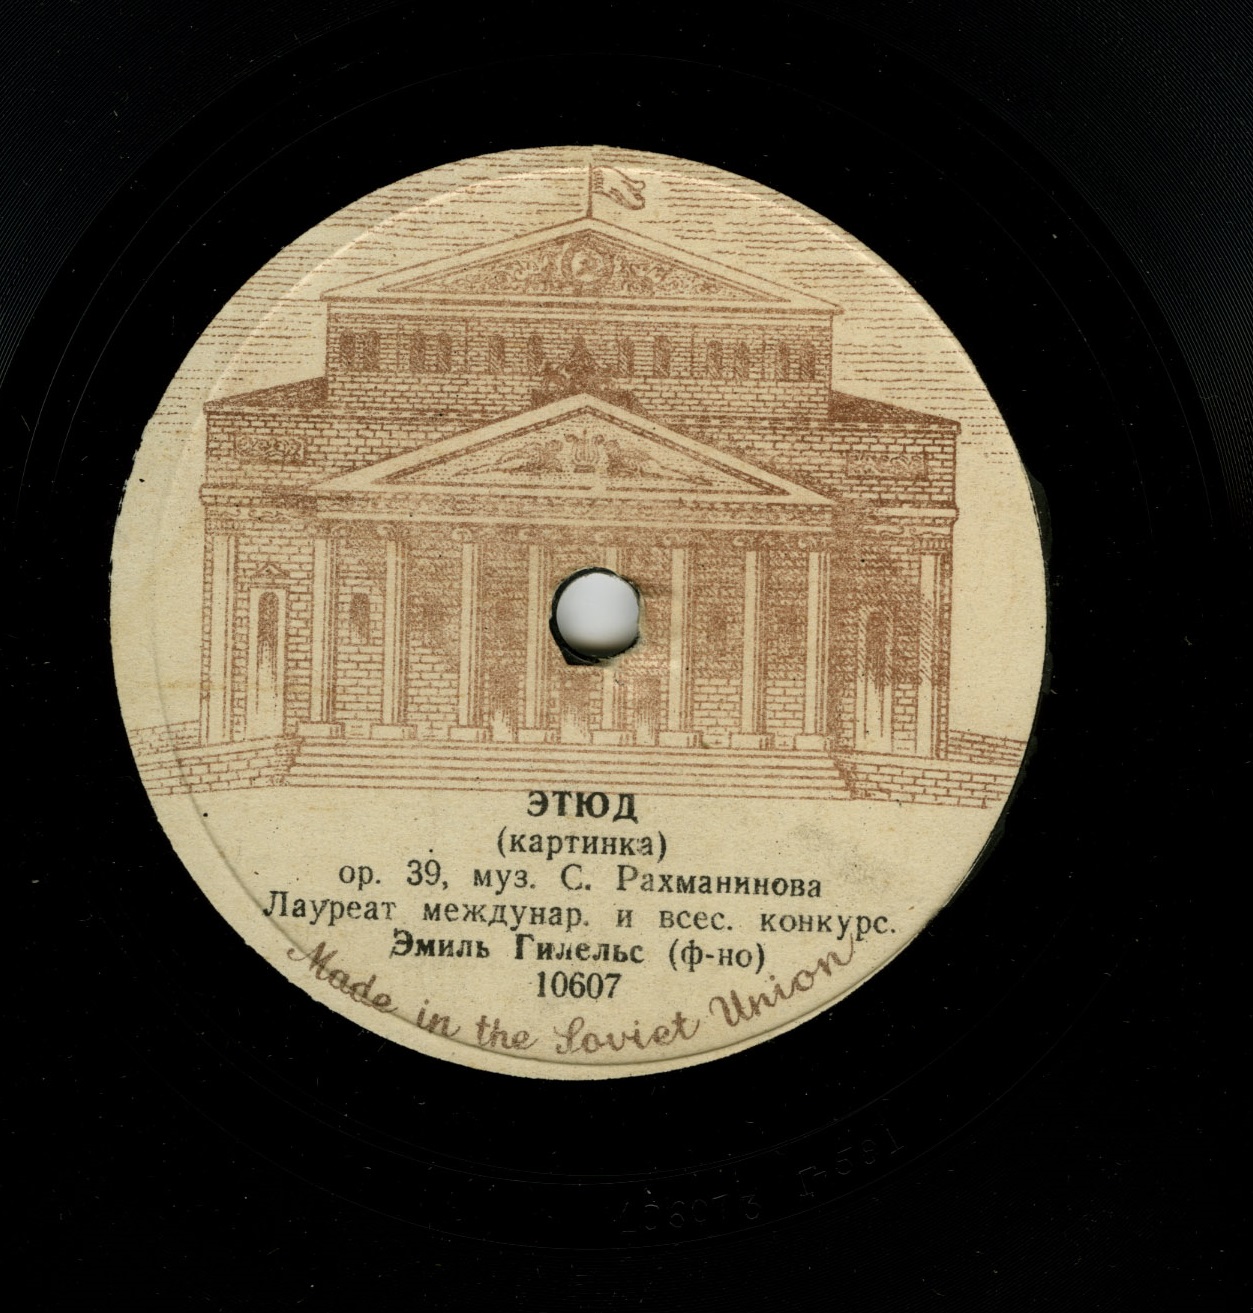 ЭТЮД
(картинка)
ор. 39, муз. С. Рахманинова
Лауреат междунар. и всес. конкурс.
Эмиль Гилельс (ф-но)
10607
Made in the Soviet Union